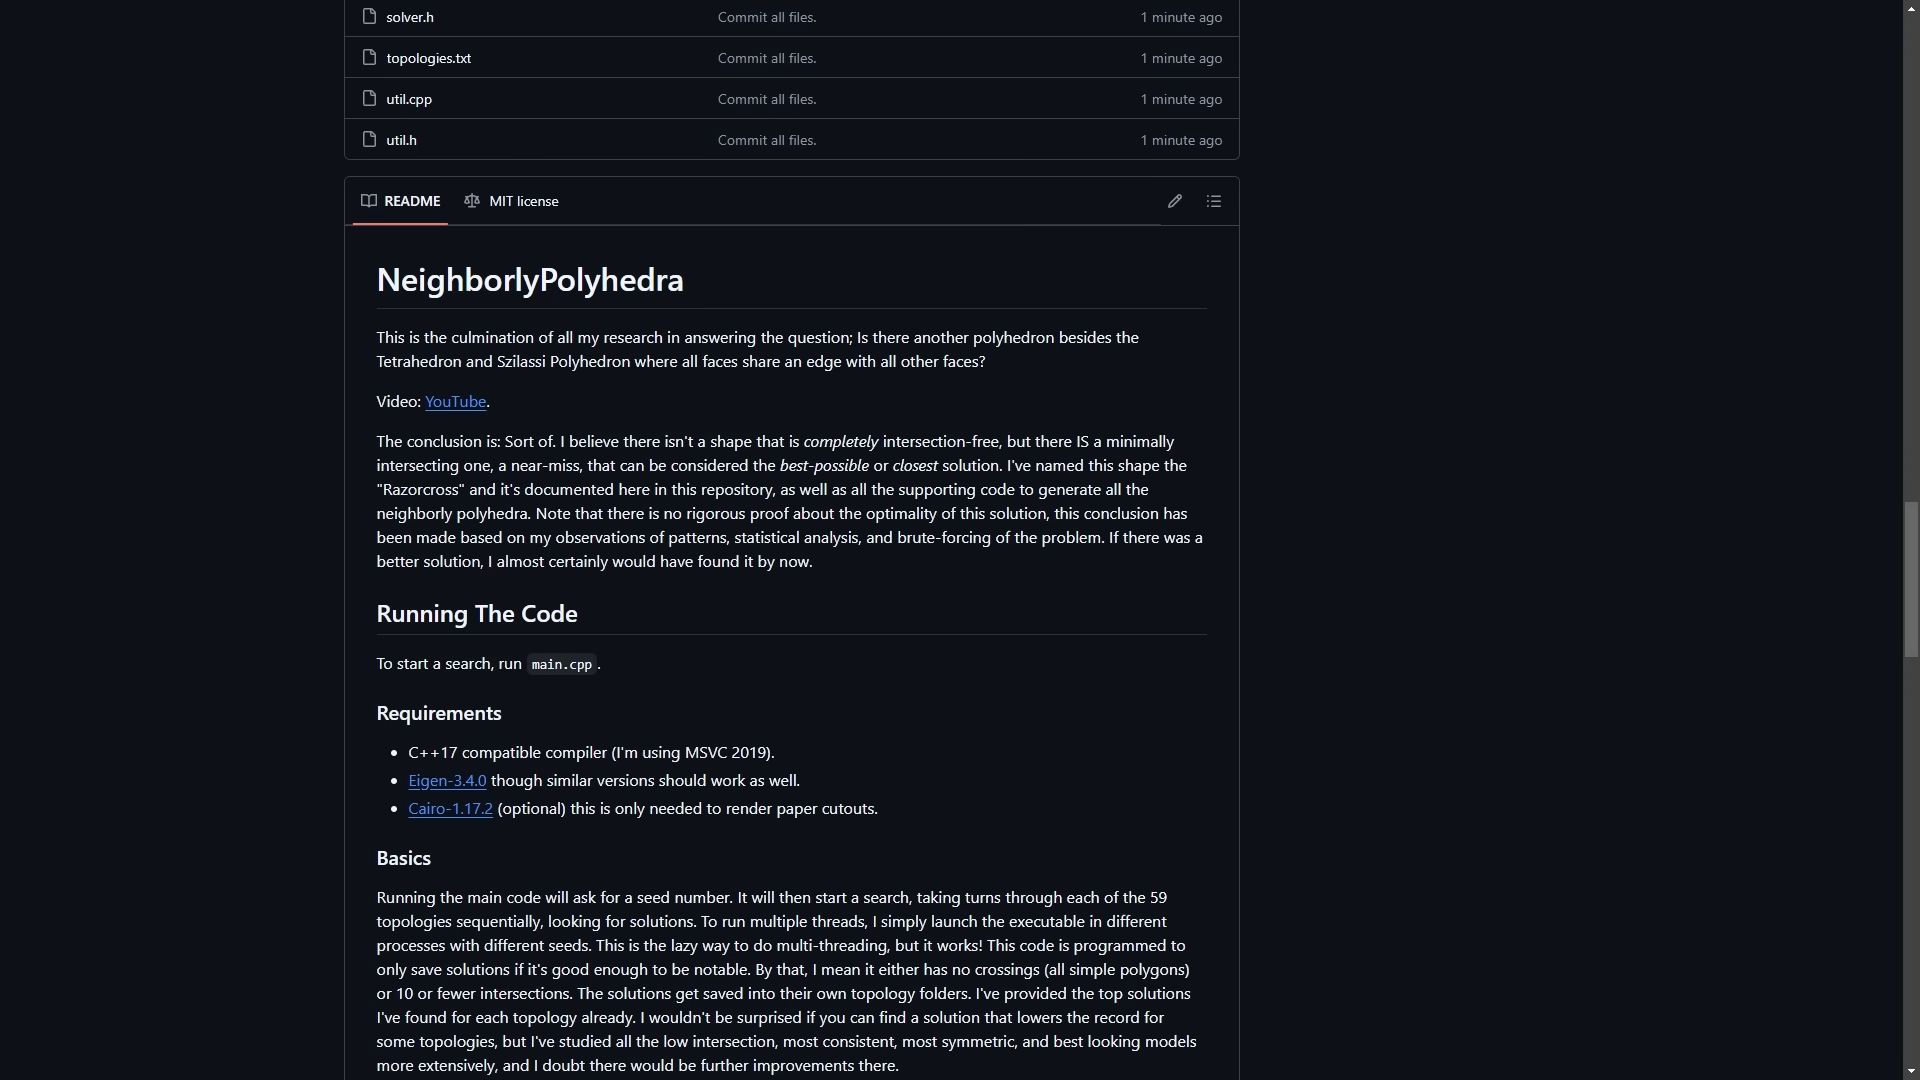 solver.h Commit all files. 1 minute ago
topologies.txt Commit all files. 1 minute ago
util.cpp Commit all files. 1 minute ago
util.h Commit all files. 1 minute ago
README MIT license
NeighborlyPolyhedra
This is the culmination of all my research in answering the question; Is there another polyhedron besides the
Tetrahedron and Szilassi Polyhedron where all faces share an edge with all other faces?
Video: YouTube.
The conclusion is: Sort of. I believe there isn't a shape that is completely intersection-free, but there IS a minimally
intersecting one, a near-miss, that can be considered the best-possible or closest solution. I've named this shape the
"Razorcross" and it's documented here in this repository, as well as all the supporting code to generate all the
neighborly polyhedra. Note that there is no rigorous proof about the optimality of this solution, this conclusion has
been made based on my observations of patterns, statistical analysis, and brute-forcing of the problem. If there was a
better solution, I almost certainly would have found it by now.
Running The Code
To start a search, run main.cpp.
Requirements
• C++17 compatible compiler (I'm using MSVC 2019).
• Eigen-3.4.0 though similar versions should work as well.
• Cairo-1.17.2 (optional) this is only needed to render paper cutouts.
Basics
Running the main code will ask for a seed number. It will then start a search, taking turns through each of the 59
topologies sequentially, looking for solutions. To run multiple threads, I simply launch the executable in different
processes with different seeds. This is the lazy way to do multi-threading, but it works! This code is programmed to
only save solutions if it's good enough to be notable. By that, I mean it either has no crossings (all simple polygons)
or 10 or fewer intersections. The solutions get saved into their own topology folders. I've provided the top solutions
I've found for each topology already. I wouldn't be surprised if you can find a solution that lowers the record for
some topologies, but I've studied all the low intersection, most consistent, most symmetric, and best looking models
more extensively, and I doubt there would be further improvements there.